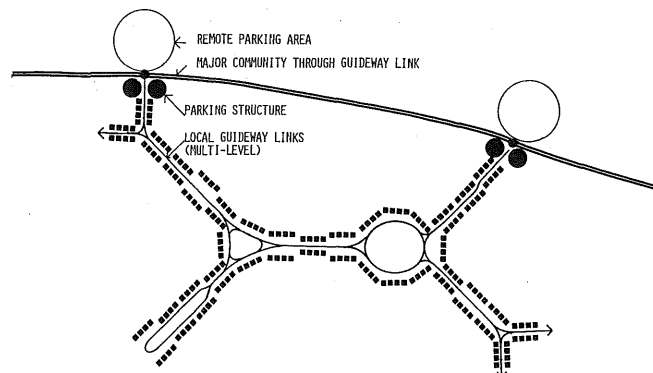 REMOTE PARKING AREA
MAJOR COMMUNITY THROUGH GUIDEWAY LINK
PARKING STRUCTURE
LOCAL GUIDEWAY LINKS
(MULTI-LEVEL)